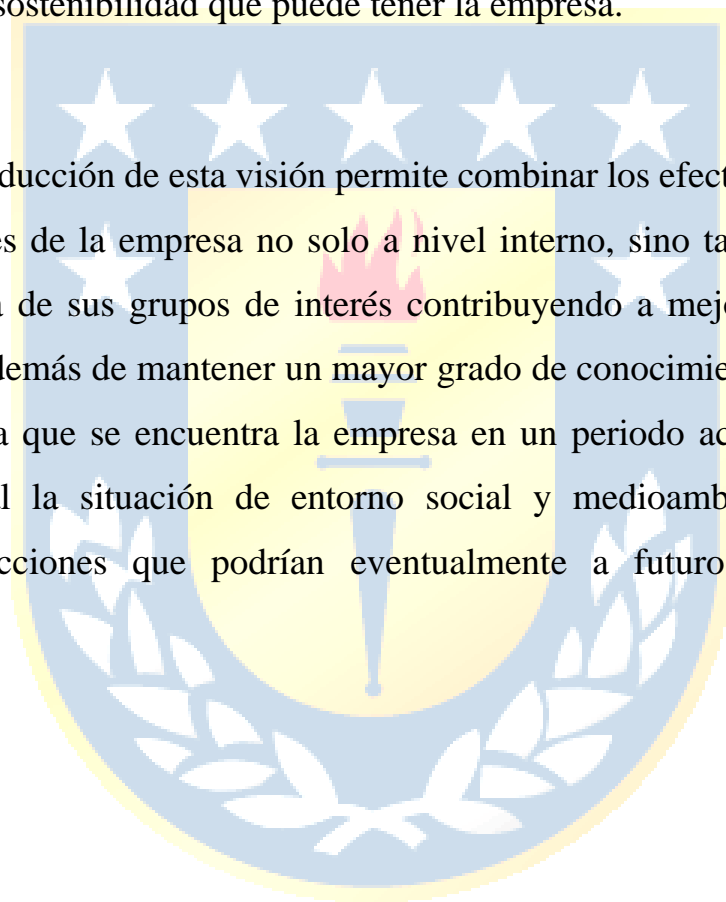 sostenibilidad que puede tener la empresa.
ducción de esta visión permite combinar los efect
es de la empresa no solo a nivel interno, sino ta
a de sus grupos de interés contribuyendo a mejo
demás de mantener un mayor grado de conocimie
a que se encuentra la empresa en un periodo ac
al la situación de entorno social y medioamb
cciones que podrían eventualmente a futuro